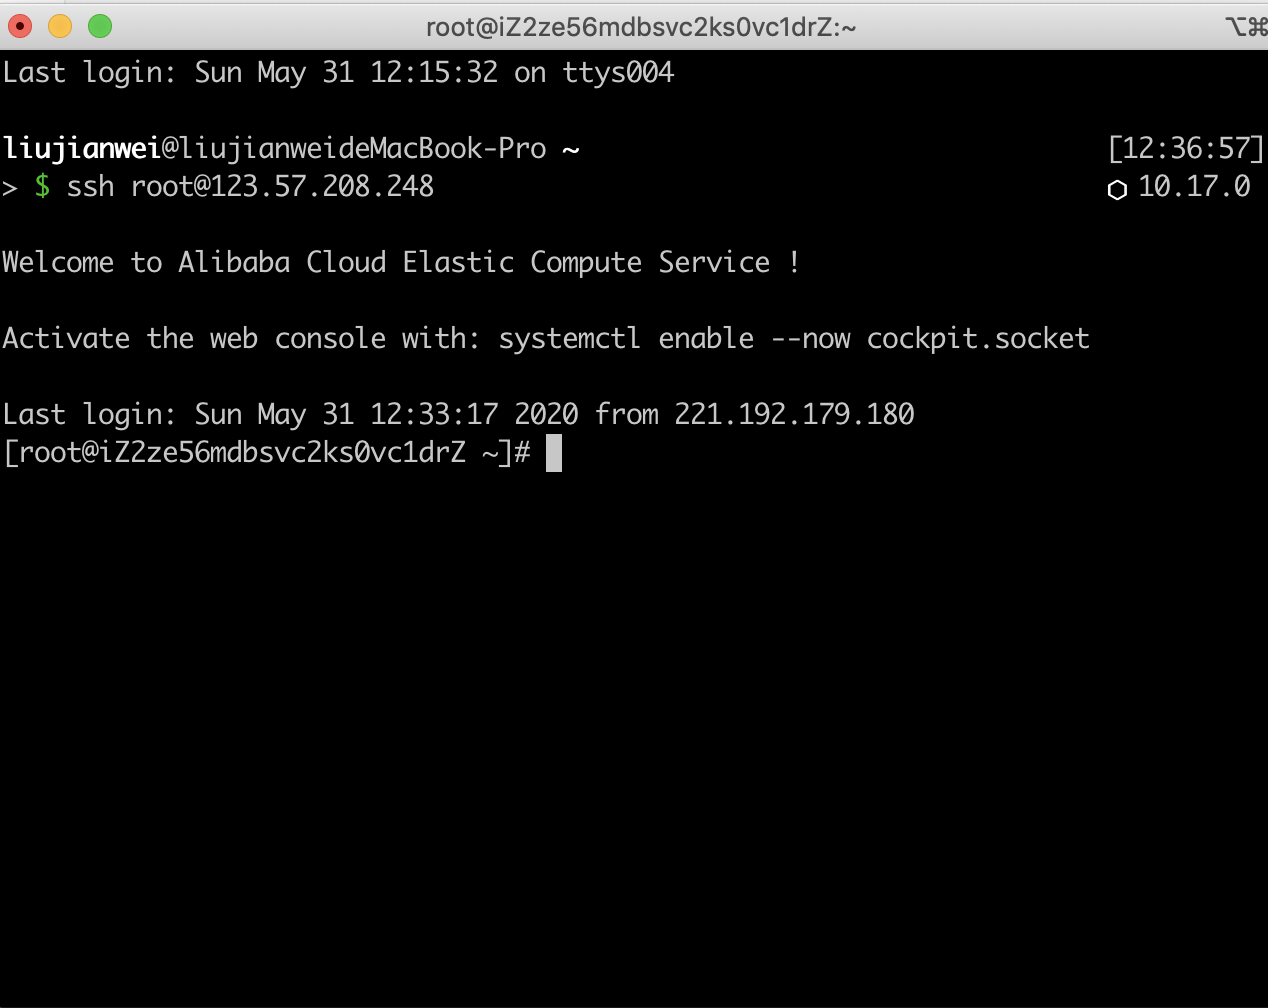 root@iZ2ze56mdbsvc2ks0vc1drZ:~ ⌥⌘
Last login: Sun May 31 12:15:32 on ttys004
liujianwei@liujianweideMacBook-Pro ~ [12:36:57]
> $ ssh root@123.57.208.248 ⬡ 10.17.0
Welcome to Alibaba Cloud Elastic Compute Service !
Activate the web console with: systemctl enable --now cockpit.socket
Last login: Sun May 31 12:33:17 2020 from 221.192.179.180
[root@iZ2ze56mdbsvc2ks0vc1drZ ~]#